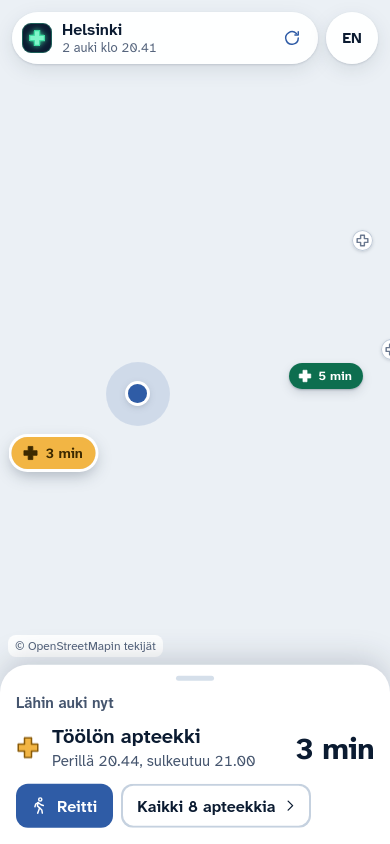 Helsinki
2 auki klo 20.41
EN
5 min
3 min
© OpenStreetMapin tekijät
Lähin auki nyt
Töölön apteekki
Perillä 20.44, sulkeutuu 21.00
3 min
Reitti
Kaikki 8 apteekkia